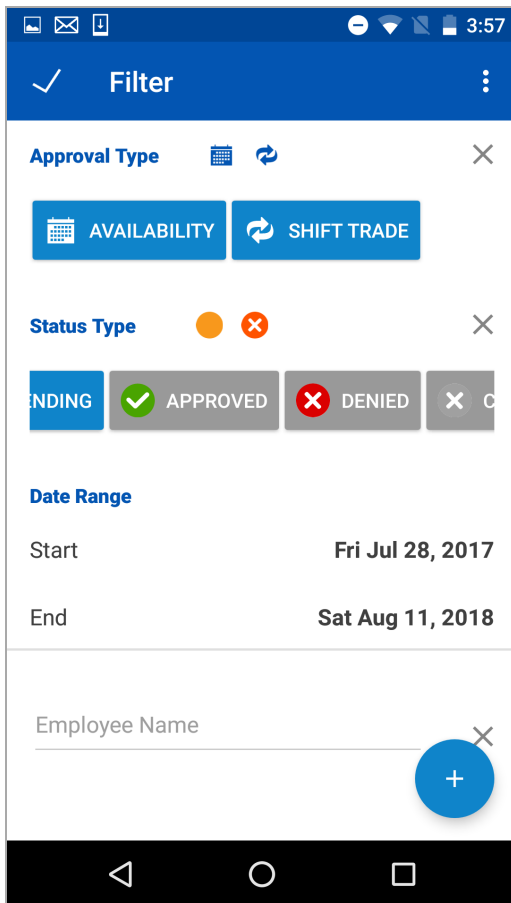 3:57
Filter
Approval Type
AVAILABILITY SHIFT TRADE
Status Type
ENDING APPROVED DENIED C
Date Range
Start Fri Jul 28, 2017
End Sat Aug 11, 2018
Employee Name
+